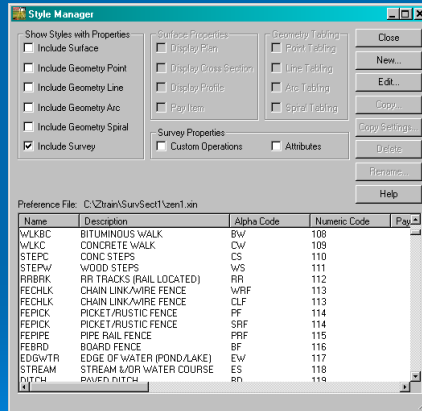 Style Manager
Show Styles with Properties
Include Surface
Include Geometry Point
Include Geometry Line
Include Geometry Arc
Include Geometry Spiral
Include Survey
Surface Properties
Display Plan
Display Cross Section
Display Profile
Pay Item
Geometry Tabling
Point Tabling
Line Tabling
Arc Tabling
Spiral Tabling
Survey Properties
Custom Operations
Attributes
Close
New...
Edit...
Copy...
Copy Settings...
Delete
Rename...
Help
Preference File: C:\Ztrain\SurvSect1\zen1.xin
Name Description Alpha Code Numeric Code Pay
WLKBC BITUMINOUS WALK BW 108
WLKC CONCRETE WALK CW 109
STEPC CONC STEPS CS 110
STEPW WOOD STEPS WS 111
RRBRK RR TRACKS (RAIL LOCATED) RR 112
FECHLK CHAIN LINK/WIRE FENCE WRF 113
FECHLK CHAIN LINK/WIRE FENCE CLF 113
FEPICK PICKET/RUSTIC FENCE PF 114
FEPICK PICKET/RUSTIC FENCE SRF 114
FEPIPE PIPE RAIL FENCE PRF 115
FEBRD BOARD FENCE BF 116
EDGWTR EDGE OF WATER (POND/LAKE) EW 117
STREAM STREAM &/OR WATER COURSE ES 118
DITCH PAVED DITCH PD 119